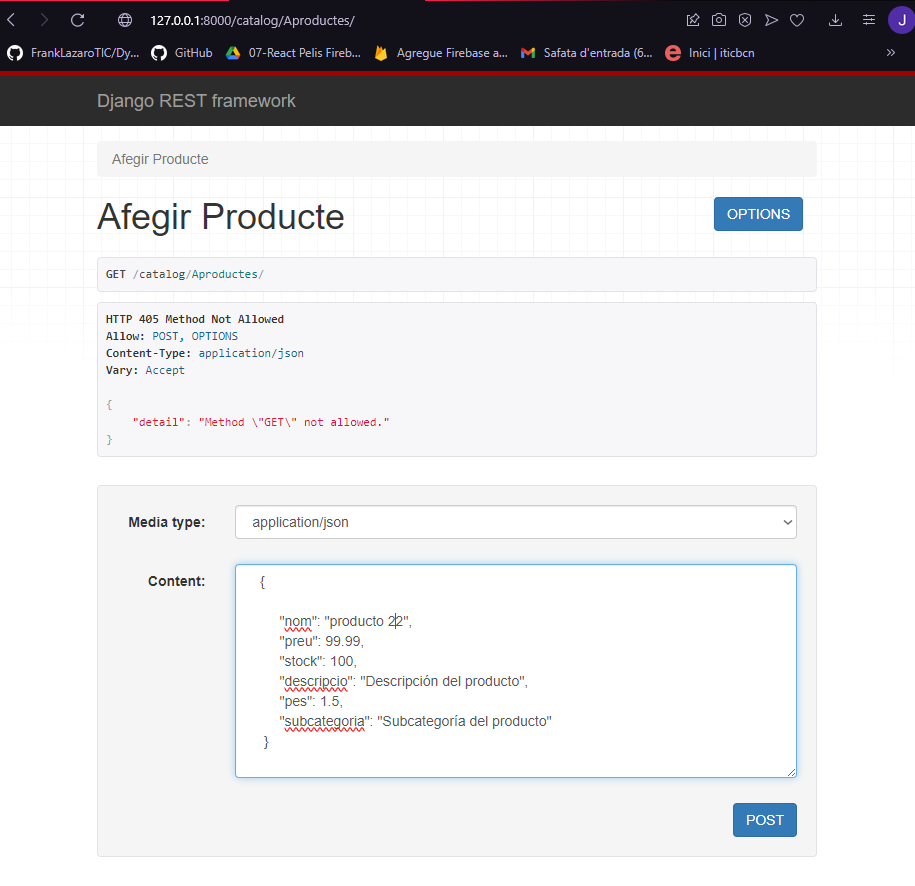 127.0.0.1:8000/catalog/Aproductes/
J
FrankLazaroTIC/Dy... GitHub 07-React Pelis Fireb... Agregue Firebase a... Safata d'entrada (6... Inici | iticbcn »
Django REST framework
Afegir Producte
Afegir Producte
OPTIONS
GET /catalog/Aproductes/
HTTP 405 Method Not Allowed
Allow: POST, OPTIONS
Content-Type: application/json
Vary: Accept
{
"detail": "Method \"GET\" not allowed."
}
Media type: application/json
Content:
{
"nom": "producto 22",
"preu": 99.99,
"stock": 100,
"descripcio": "Descripción del producto",
"pes": 1.5,
"subcategoria": "Subcategoría del producto"
}
POST